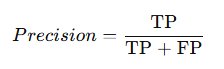 Precision = TP / (TP + FP)